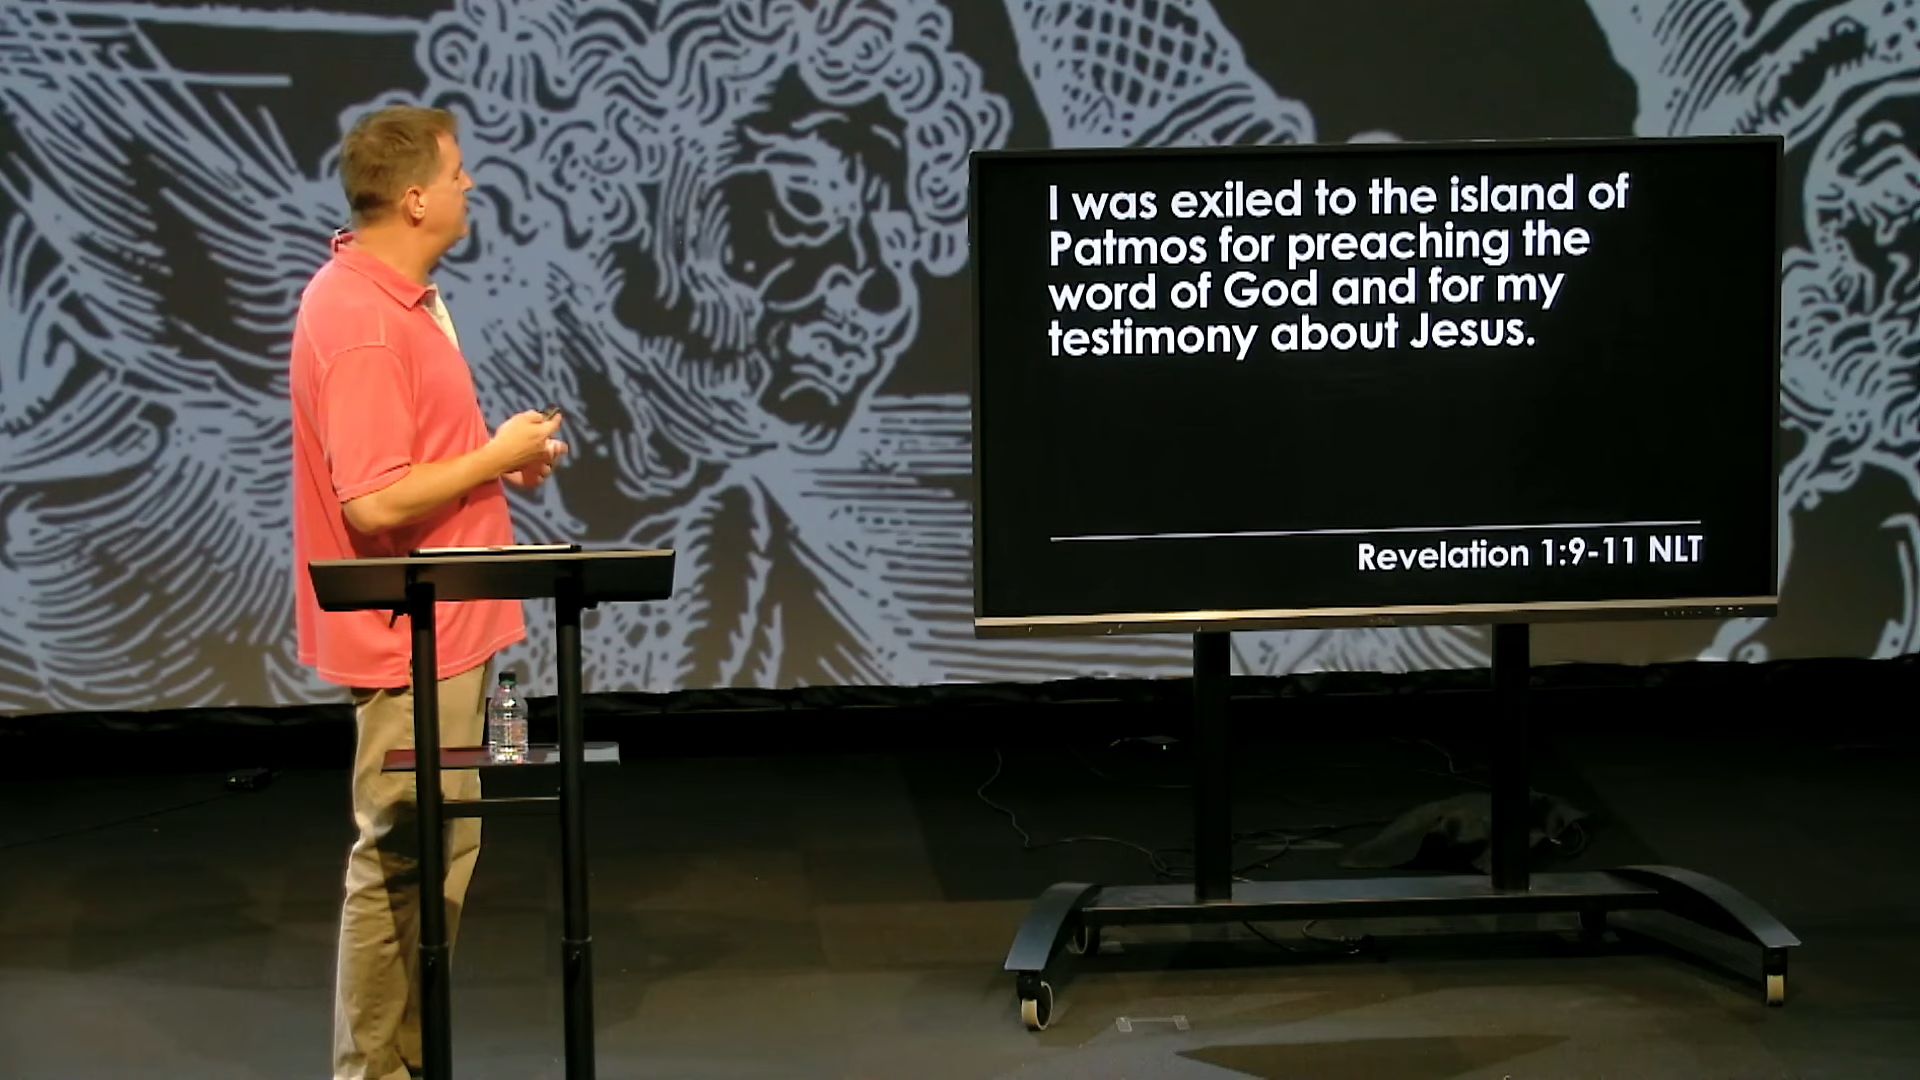 I was exiled to the island of
Patmos for preaching the
word of God and for my
testimony about Jesus.
Revelation 1:9-11 NLT